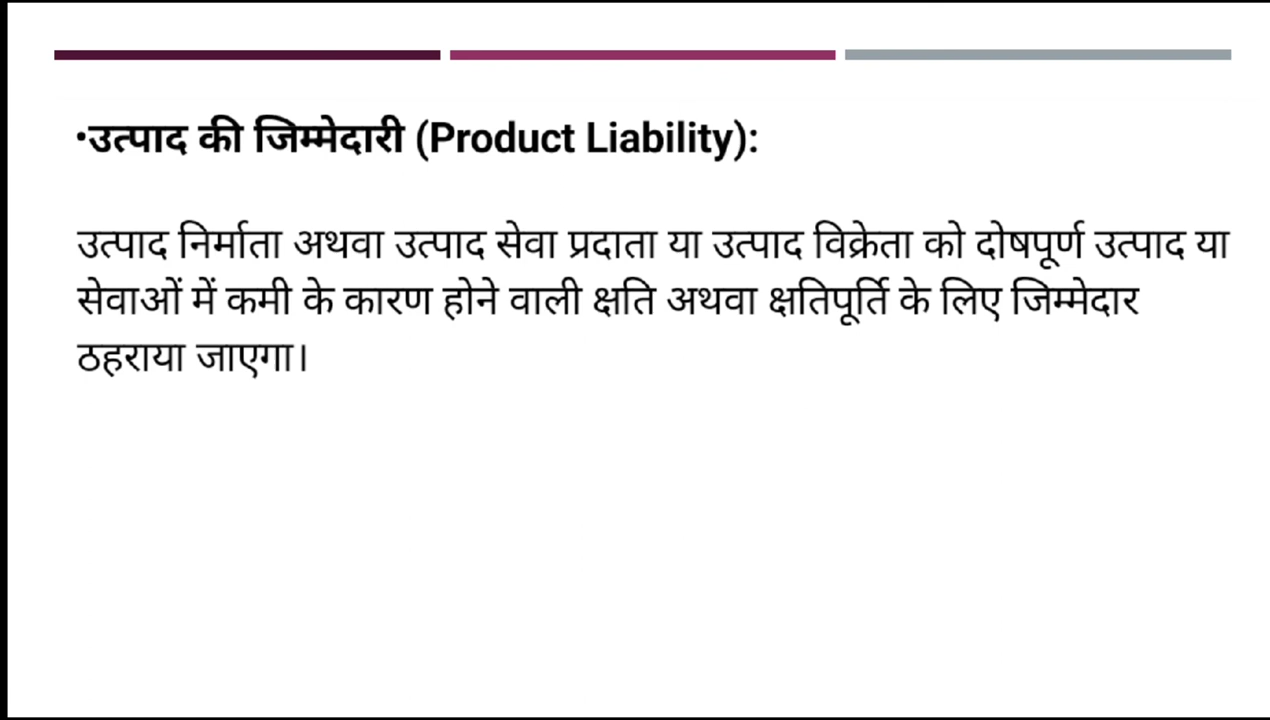 •उत्पाद की जिम्मेदारी (Product Liability):
उत्पाद निर्माता अथवा उत्पाद सेवा प्रदाता या उत्पाद विक्रेता को दोषपूर्ण उत्पाद या
सेवाओं में कमी के कारण होने वाली क्षति अथवा क्षतिपूर्ति के लिए जिम्मेदार
ठहराया जाएगा।